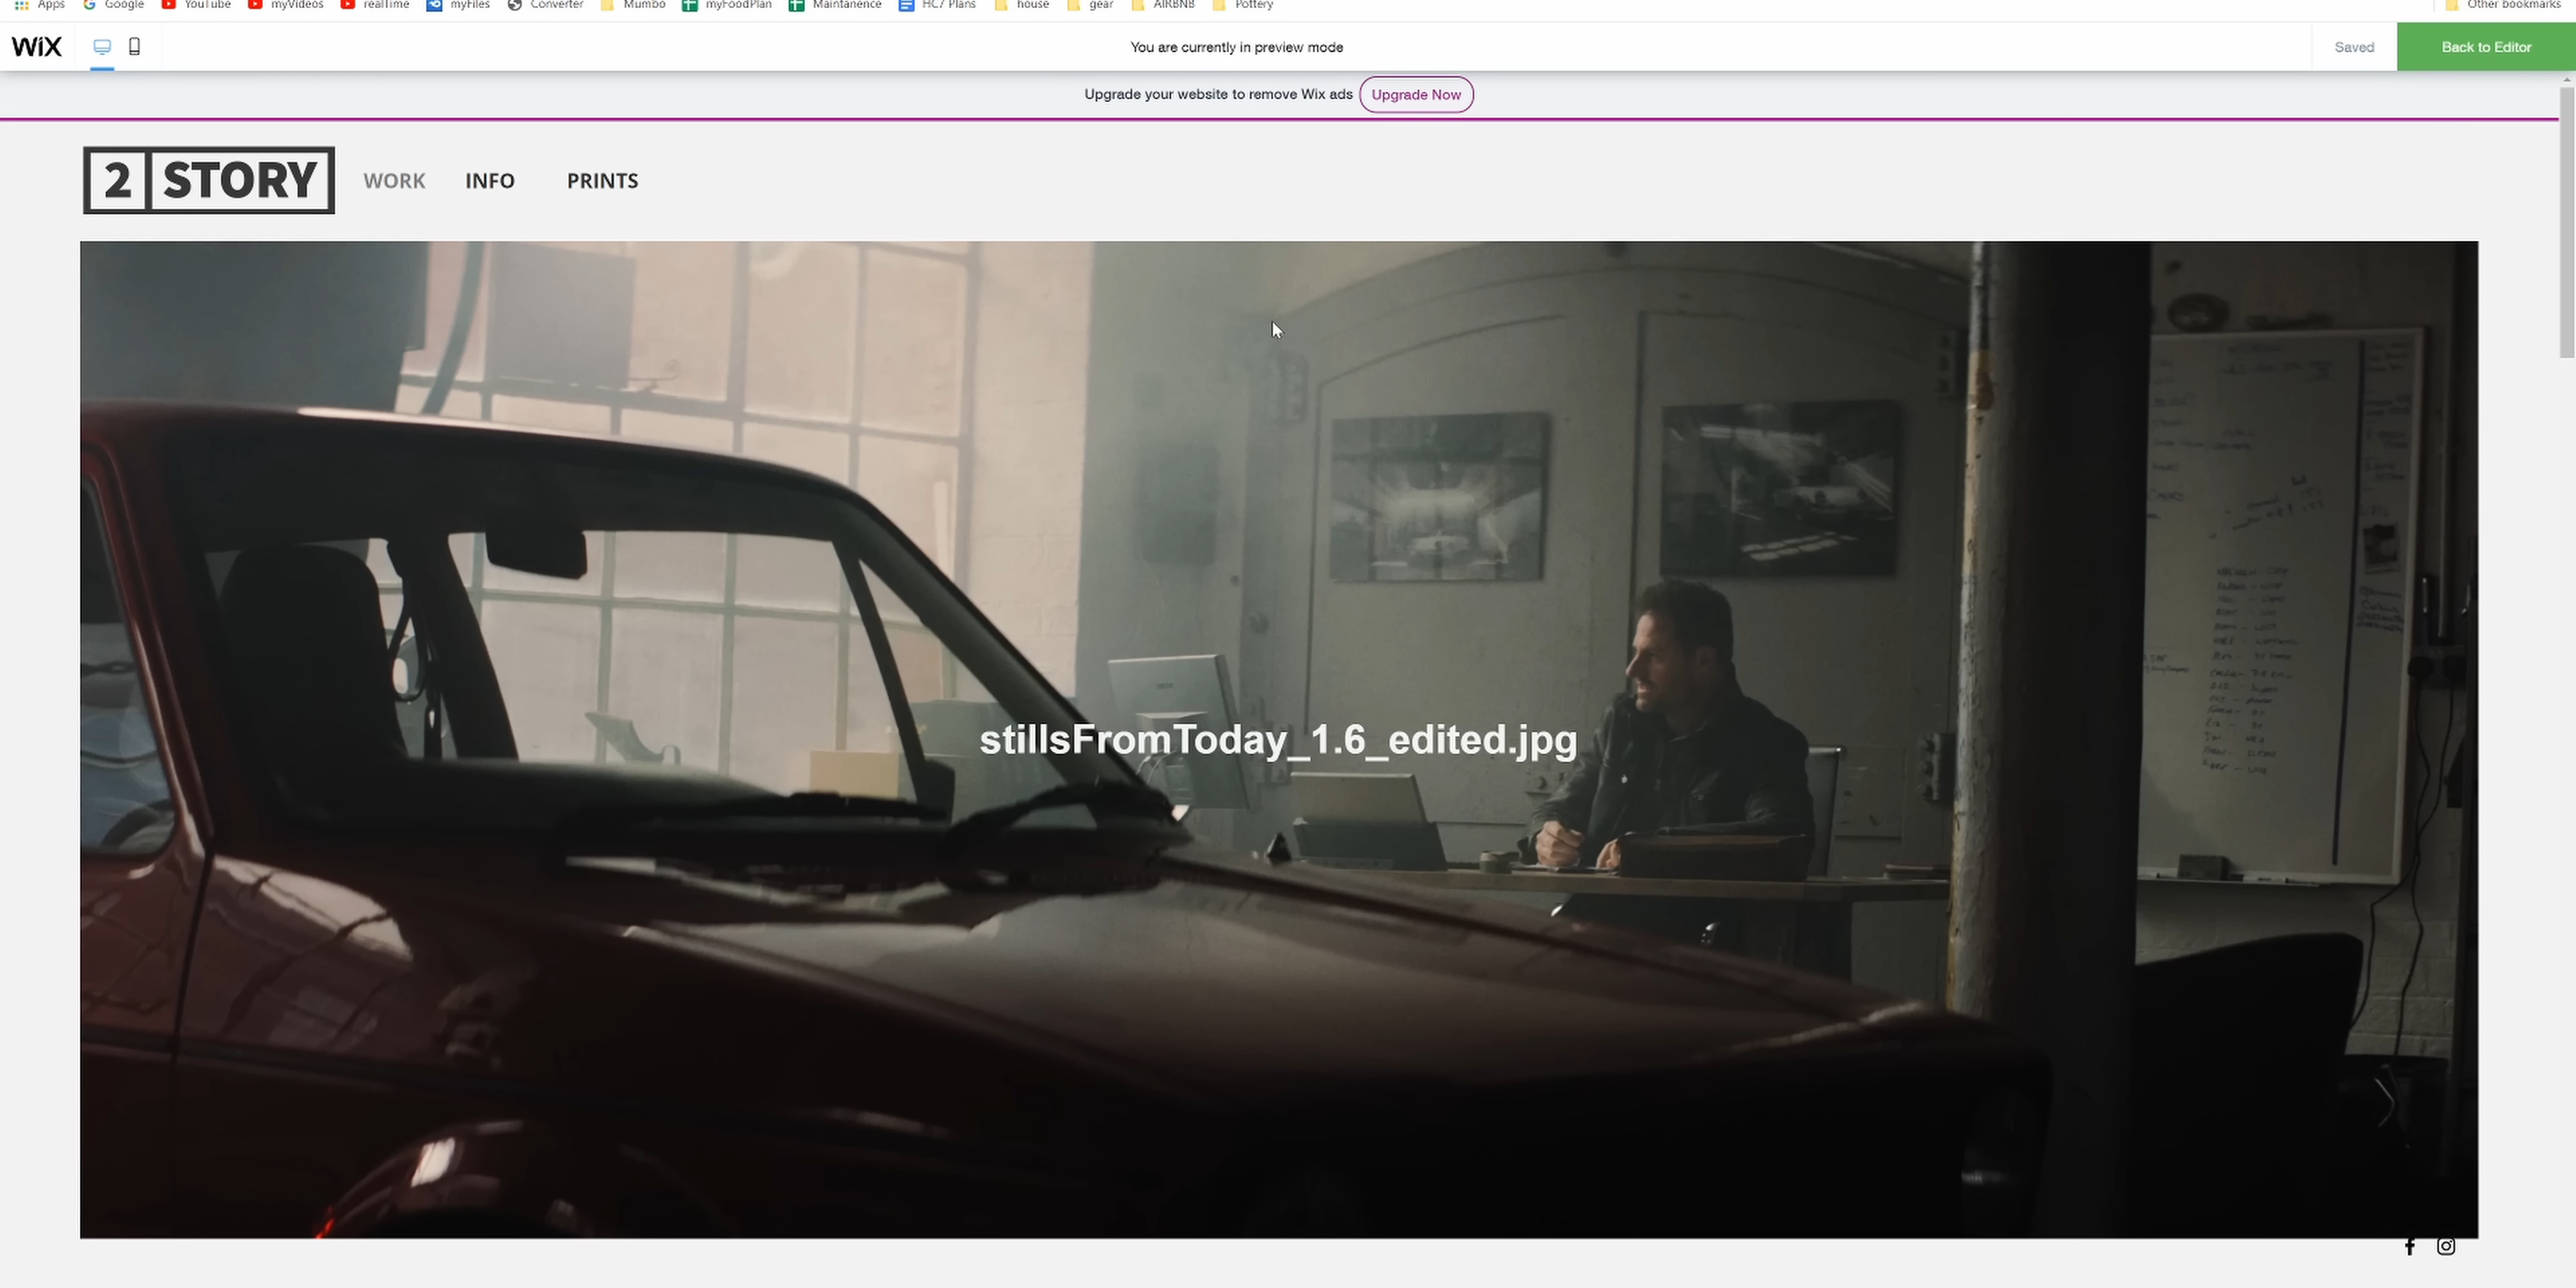 Apps Google YouTube myVideos realTime myFiles Converter Mumbo myFoodPlan Maintanence HC7 Plans house gear AIRBNB Pottery Other bookmarks
WiX You are currently in preview mode Saved Back to Editor
Upgrade your website to remove Wix ads Upgrade Now
2 STORY WORK INFO PRINTS
stillsFromToday_1.6_edited.jpg